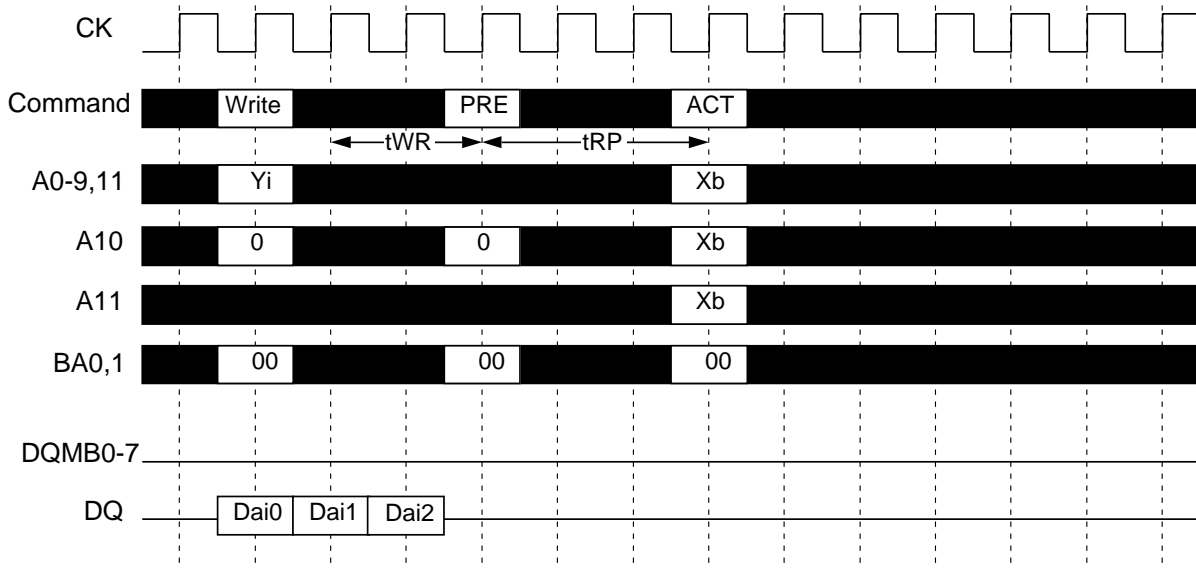 CK
Command Write PRE ACT
tWR tRP
A0-9,11 Yi Xb
A10 0 0 Xb
A11 Xb
BA0,1 00 00 00
DQMB0-7
DQ Dai0 Dai1 Dai2